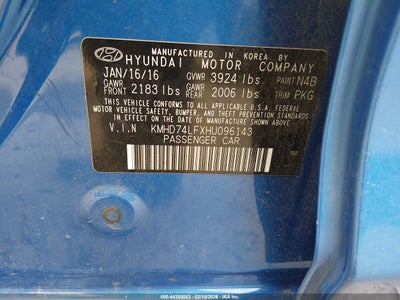 MANUFACTURED IN KOREA BY
HYUNDAI MOTOR COMPANY
JAN/16/16 GVWR 3924 lbs PAINT N4B
GAWR FRONT 2183 lbs GAWR REAR 2006 lbs TRIM PKG
THIS VEHICLE CONFORMS TO ALL APPLICABLE U.S.A. FEDERAL
MOTOR VEHICLE SAFETY, BUMPER, AND THEFT PREVENTION
STANDARDS IN EFFECT ON THE DATE OF MANUFACTURE SHOWN ABOVE.
V.I.N KMHD74LFXHU096143
PASSENGER CAR